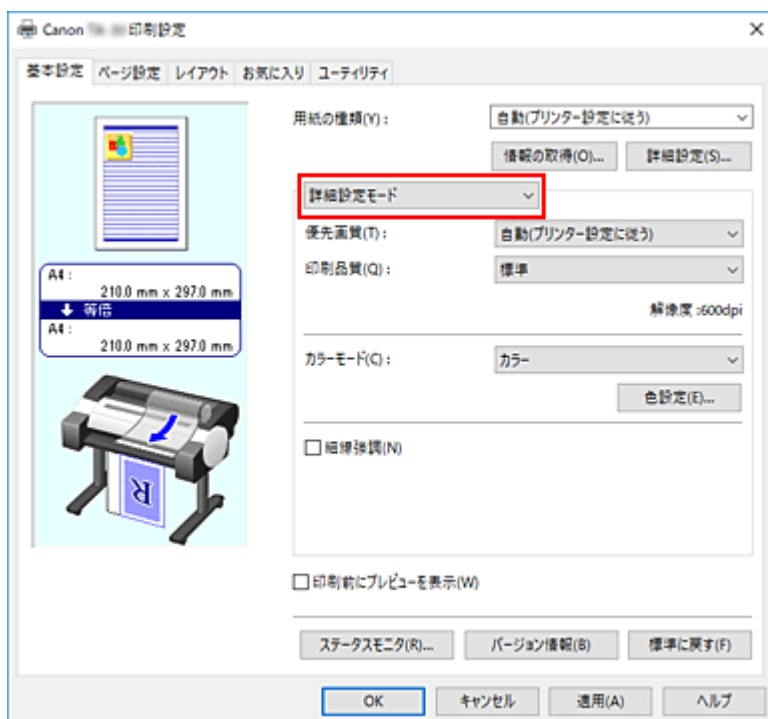 Canon 印刷設定
基本設定 ページ設定 レイアウト お気に入り ユーティリティ
用紙の種類(Y): 自動(プリンター設定に従う)
情報の取得(O)... 詳細設定(S)...
詳細設定モード
優先画質(T): 自動(プリンター設定に従う)
印刷品質(Q): 標準
解像度 :600dpi
カラーモード(C): カラー
色設定(E)...
細線強調(N)
A4 :
210.0 mm x 297.0 mm
等倍
A4 :
210.0 mm x 297.0 mm
R
印刷前にプレビューを表示(W)
ステータスモニタ(R)... バージョン情報(B) 標準に戻す(F)
OK キャンセル 適用(A) ヘルプ